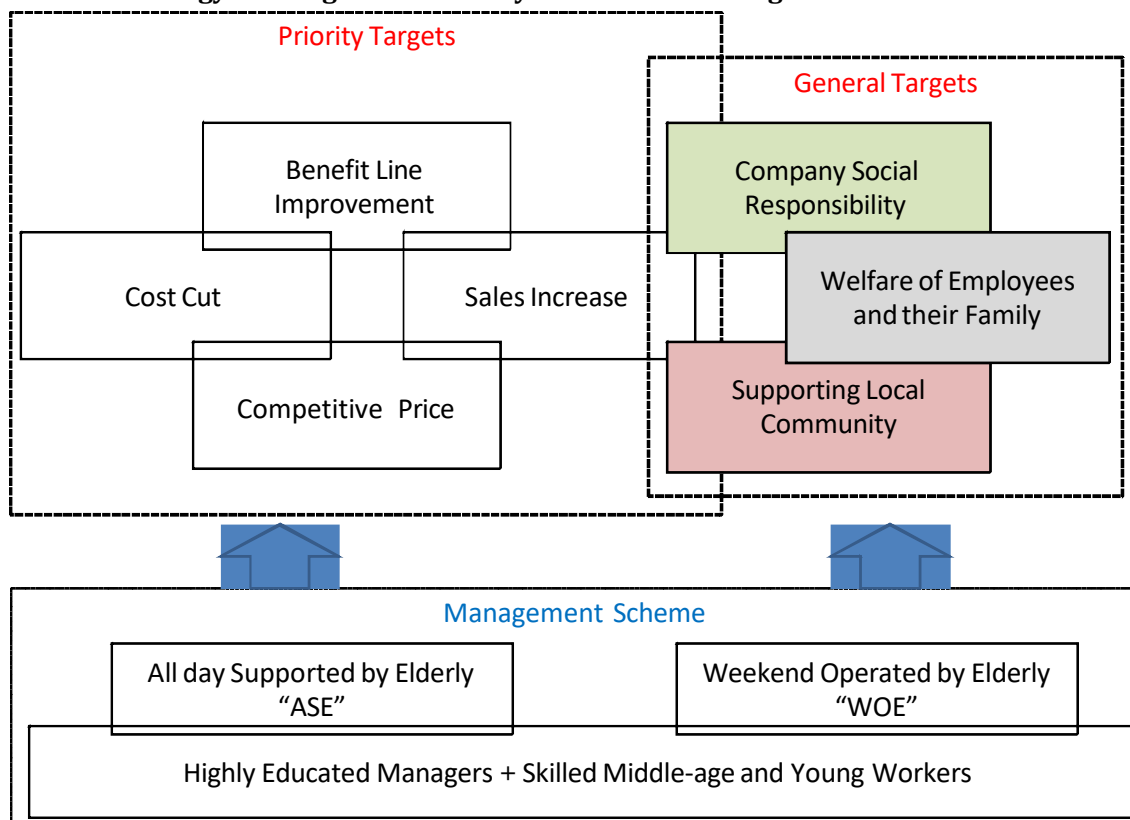 Priority Targets
General Targets
Benefit Line
Improvement
Company Social
Responsibility
Cost Cut
Sales Increase
Welfare of Employees
and their Family
Competitive Price
Supporting Local
Community
Management Scheme
All day Supported by Elderly
“ASE”
Weekend Operated by Elderly
“WOE”
Highly Educated Managers + Skilled Middle-age and Young Workers